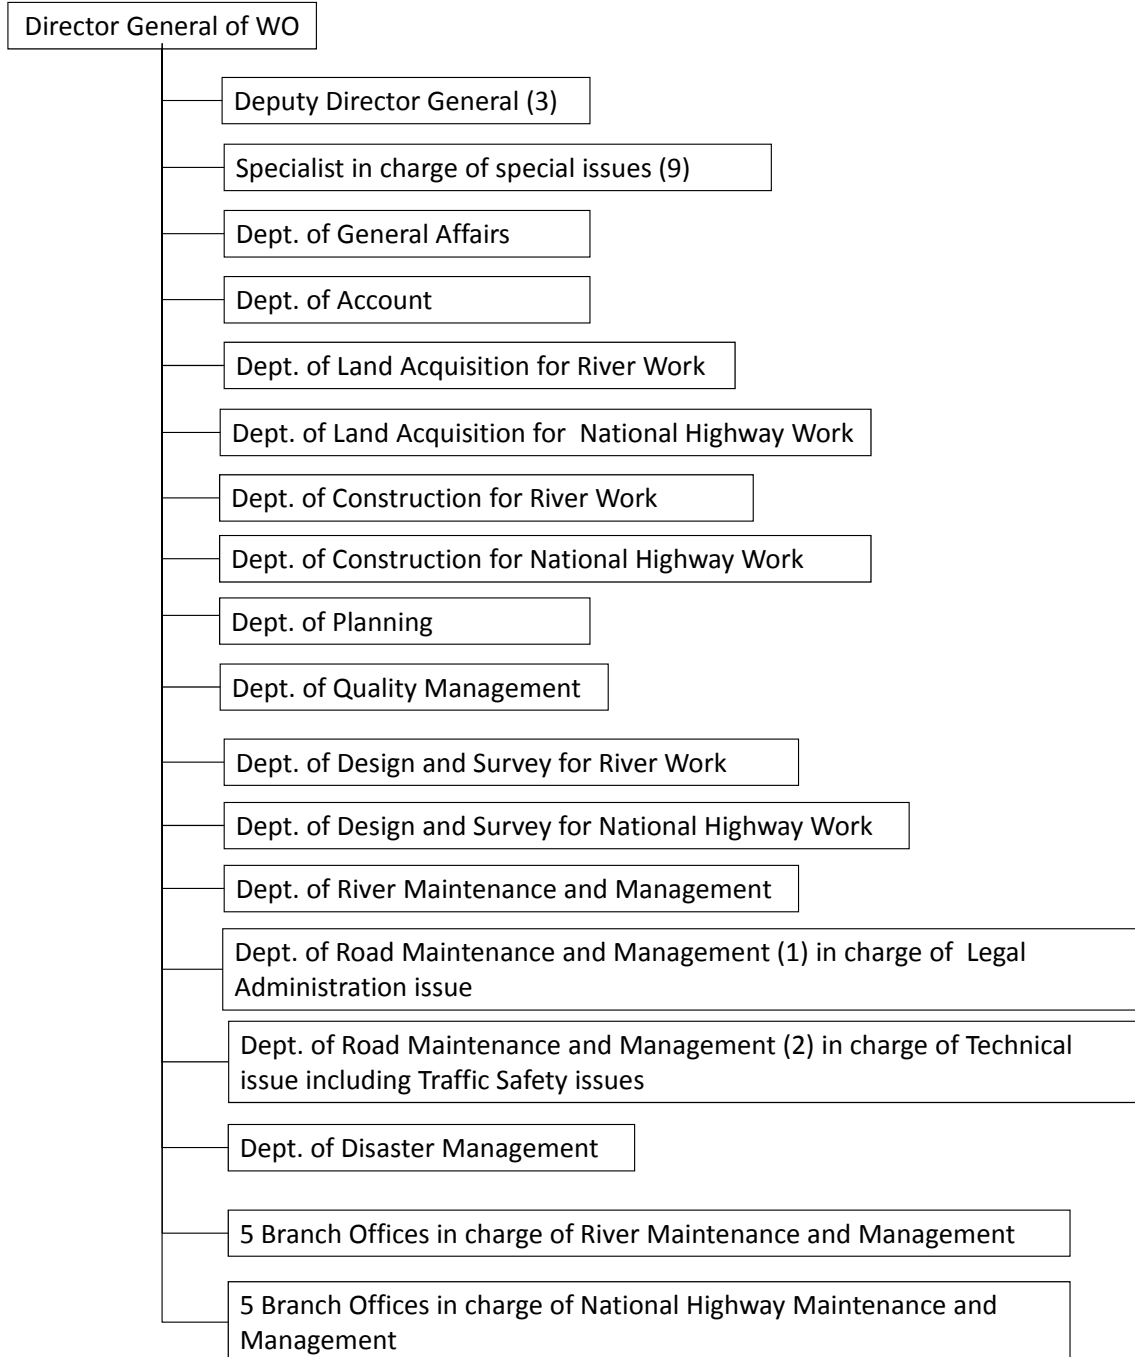 Director General of WO
Deputy Director General (3)
Specialist in charge of special issues (9)
Dept. of General Affairs
Dept. of Account
Dept. of Land Acquisition for River Work
Dept. of Land Acquisition for  National Highway Work
Dept. of Construction for River Work
Dept. of Construction for National Highway Work
Dept. of Planning
Dept. of Quality Management
Dept. of Design and Survey for River Work
Dept. of Design and Survey for National Highway Work
Dept. of River Maintenance and Management
Dept. of Road Maintenance and Management (1) in charge of  Legal
Administration issue
Dept. of Road Maintenance and Management (2) in charge of Technical
issue including Traffic Safety issues
Dept. of Disaster Management
5 Branch Offices in charge of River Maintenance and Management
5 Branch Offices in charge of National Highway Maintenance and
Management